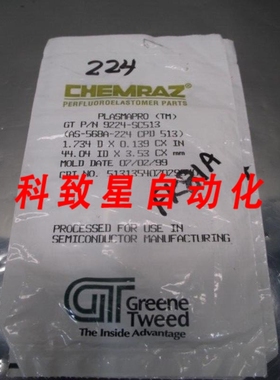 224
CHEMRAZ
PERFLUOROELASTOMER PARTS
PLASMAPRO (TM)
GT P/N 9224-SC513
(AS-568A-224 CPD 513)
1.734 D X 0.139 CX IN
44.04 ID X 3.53 CX mm
MOLD DATE 07/02/99
科致星自动化
PROCESSED FOR USE IN
SEMICONDUCTOR MANUFACTURING
GT Greene
Tweed
The Inside Advantage